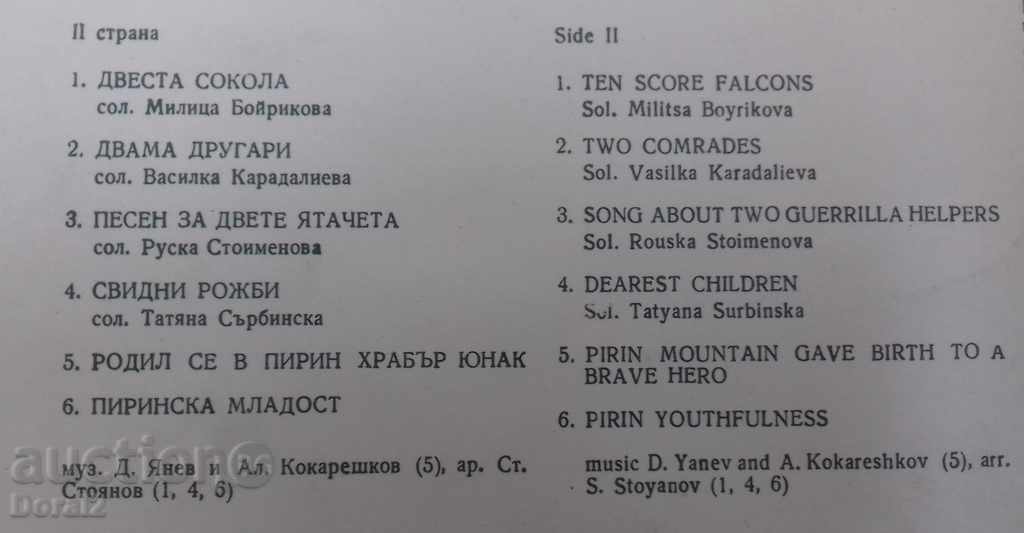 II страна
1. ДВЕСТА СОКОЛА
сол. Милица Бойрикова
2. ДВАМА ДРУГАРИ
сол. Василка Карадалиева
3. ПЕСЕН ЗА ДВЕТЕ ЯТАЧЕТА
сол. Руска Стоименова
4. СВИДНИ РОЖБИ
сол. Татяна Сърбинска
5. РОДИЛ СЕ В ПИРИН ХРАБЪР ЮНАК
6. ПИРИНСКА МЛАДОСТ
муз. Д. Янев и Ал. Кокарешков (5), ар. Ст.
Стоянов (1, 4, 6)
Side II
1. TEN SCORE FALCONS
Sol. Militsa Boyrikova
2. TWO COMRADES
Sol. Vasilka Karadalieva
3. SONG ABOUT TWO GUERRILLA HELPERS
Sol. Rouska Stoimenova
4. DEAREST CHILDREN
Sol. Tatyana Surbinska
5. PIRIN MOUNTAIN GAVE BIRTH TO A
BRAVE HERO
6. PIRIN YOUTHFULNESS
music D. Yanev and A. Kokareshkov (5), arr.
S. Stoyanov (1, 4, 6)
auction
Doral2